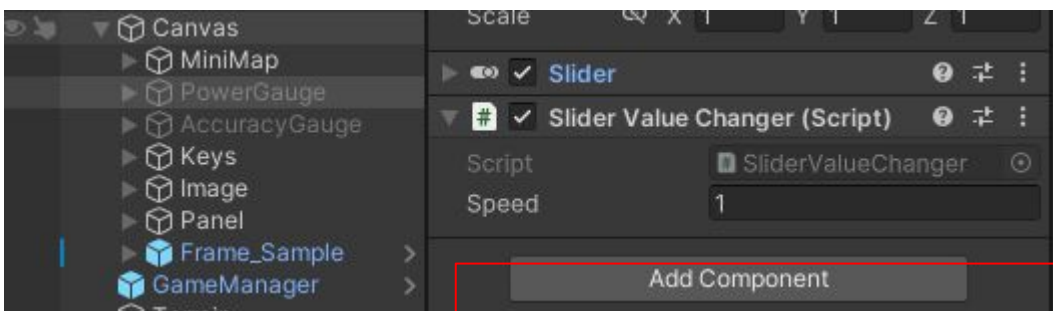 Canvas
MiniMap
PowerGauge
AccuracyGauge
Keys
Image
Panel
Frame_Sample
GameManager
Scale X 1 Y 1 Z 1
Slider
Slider Value Changer (Script)
Script SliderValueChanger
Speed 1
Add Component